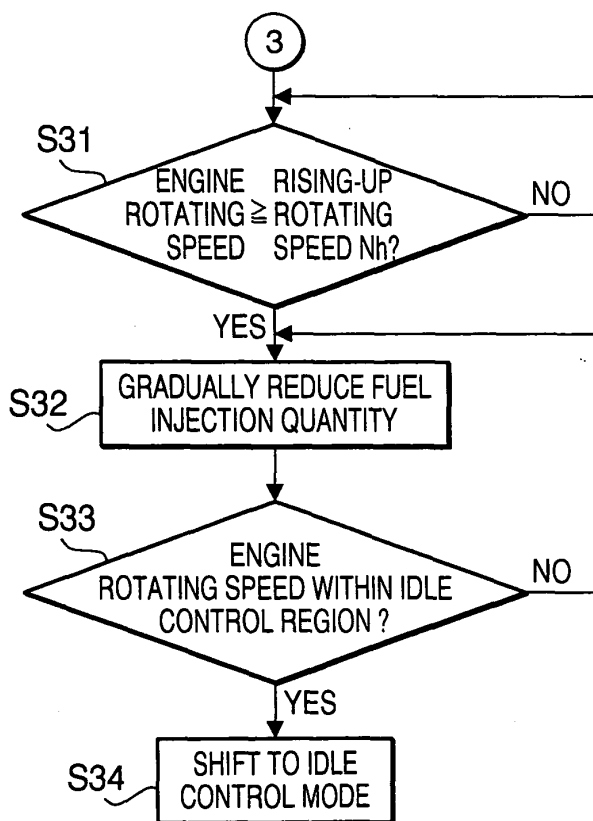 3
S31
ENGINE RISING-UP
ROTATING ≧ ROTATING
SPEED SPEED Nh?
NO
YES
S32
GRADUALLY REDUCE FUEL
INJECTION QUANTITY
S33
ENGINE
ROTATING SPEED WITHIN IDLE
CONTROL REGION ?
NO
YES
S34
SHIFT TO IDLE
CONTROL MODE